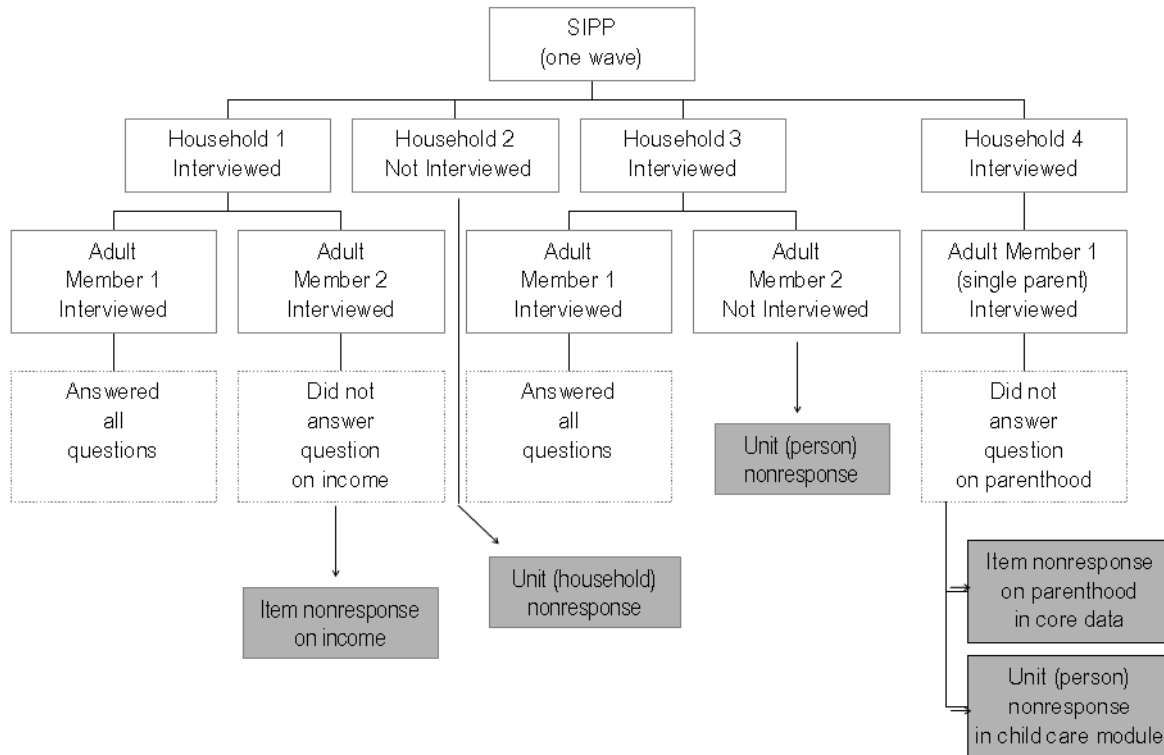 SIPP
(one wave)
Household 1
Interviewed
Household 2
Not Interviewed
Household 3
Interviewed
Household 4
Interviewed
Adult
Member 1
Interviewed
Adult
Member 2
Interviewed
Adult
Member 1
Interviewed
Adult
Member 2
Not Interviewed
Adult Member 1
(single parent)
Interviewed
Answered
all
questions
Did not
answer
question
on income
Answered
all
questions
Unit (person)
nonresponse
Did not
answer
question
on parenthood
Item nonresponse
on income
Unit (household)
nonresponse
Item nonresponse
on parenthood
in core data
Unit (person)
nonresponse
in child care module